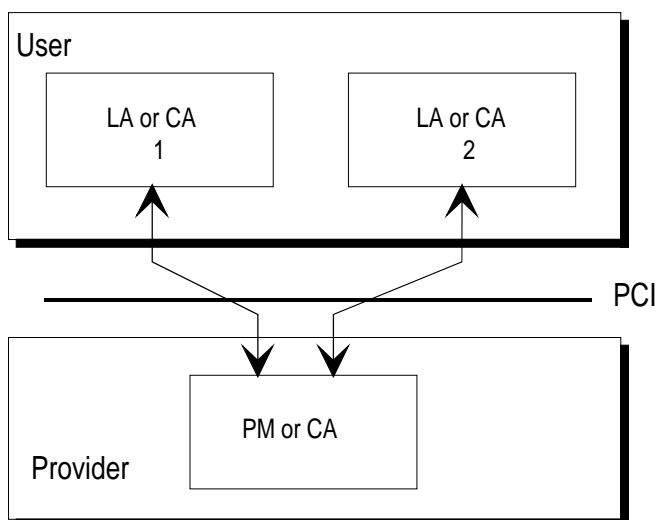 User
LA or CA
1
LA or CA
2
PCI
PM or CA
Provider